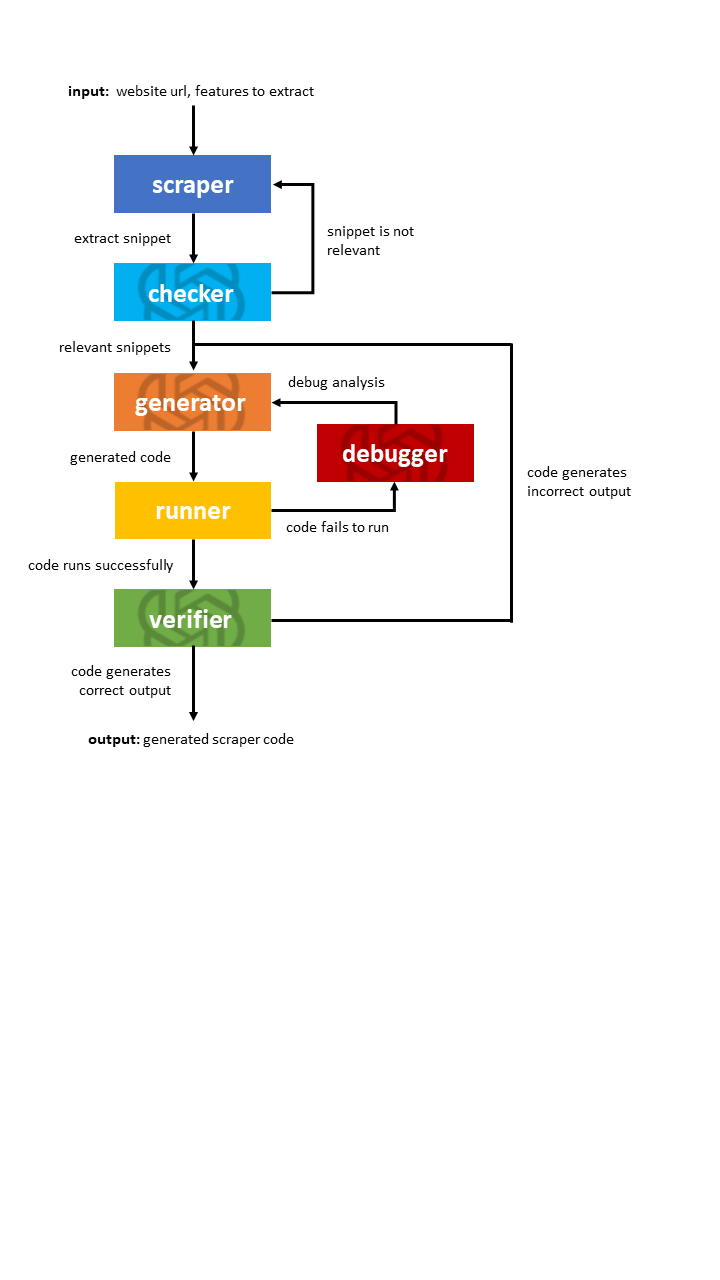 input: website url, features to extract
scraper
extract snippet
snippet is not
relevant
checker
relevant snippets
debug analysis
generator
debugger
generated code
code generates
incorrect output
runner
code fails to run
code runs successfully
verifier
code generates
correct output
output: generated scraper code